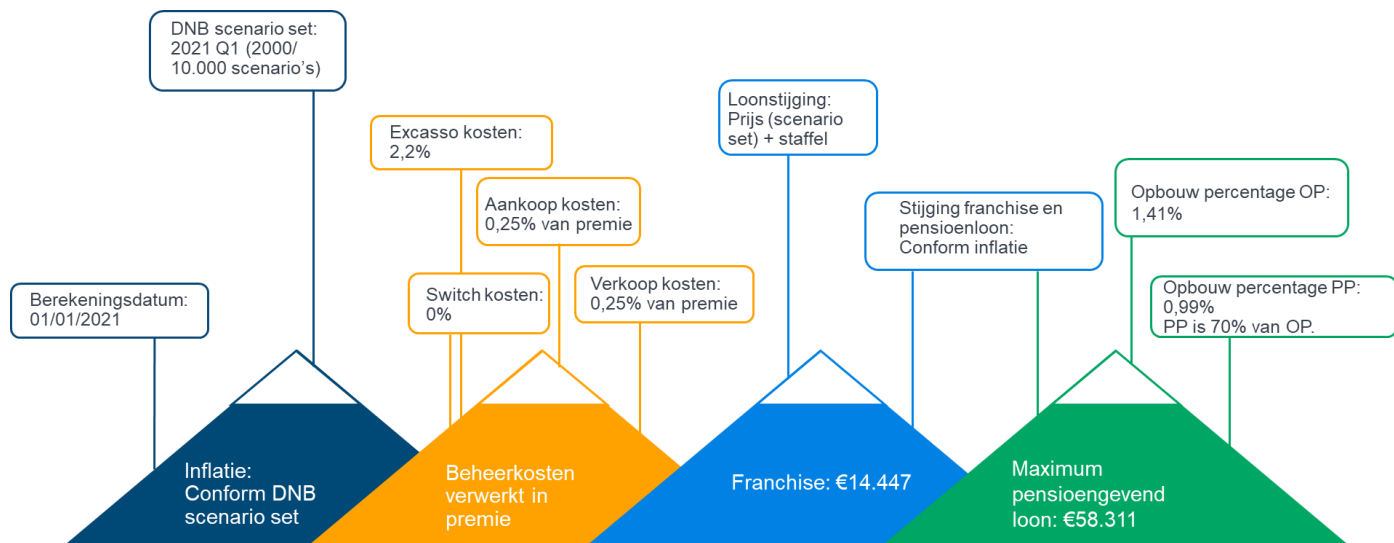 DNB scenario set:
2021 Q1 (2000/
10.000 scenario's)
Berekeningsdatum:
01/01/2021
Inflatie:
Conform DNB
scenario set
Excasso kosten:
2,2%
Aankoop kosten:
0,25% van premie
Switch kosten:
0%
Verkoop kosten:
0,25% van premie
Beheerkosten
verwerkt in
premie
Loonstijging:
Prijs (scenario
set) + staffel
Stijging franchise en
pensioenloon:
Conform inflatie
Franchise: €14.447
Opbouw percentage OP:
1,41%
Opbouw percentage PP:
0,99%
PP is 70% van OP.
Maximum
pensioengevend
loon: €58.311